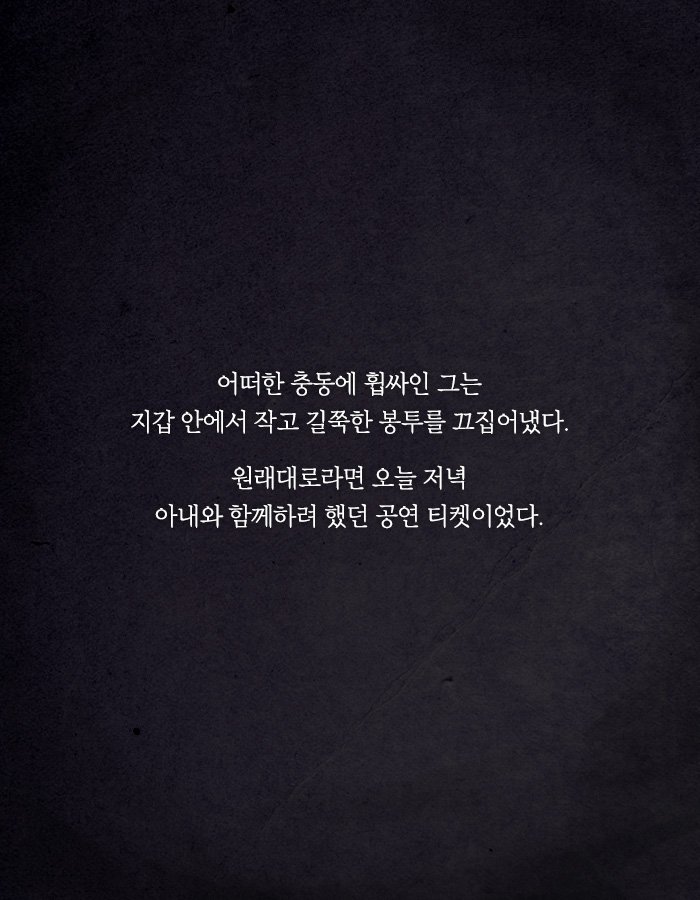 어떠한 충동에 휩싸인 그는
지갑 안에서 작고 길쭉한 봉투를 끄집어냈다.
원래대로라면 오늘 저녁
아내와 함께하려 했던 공연 티켓이었다.